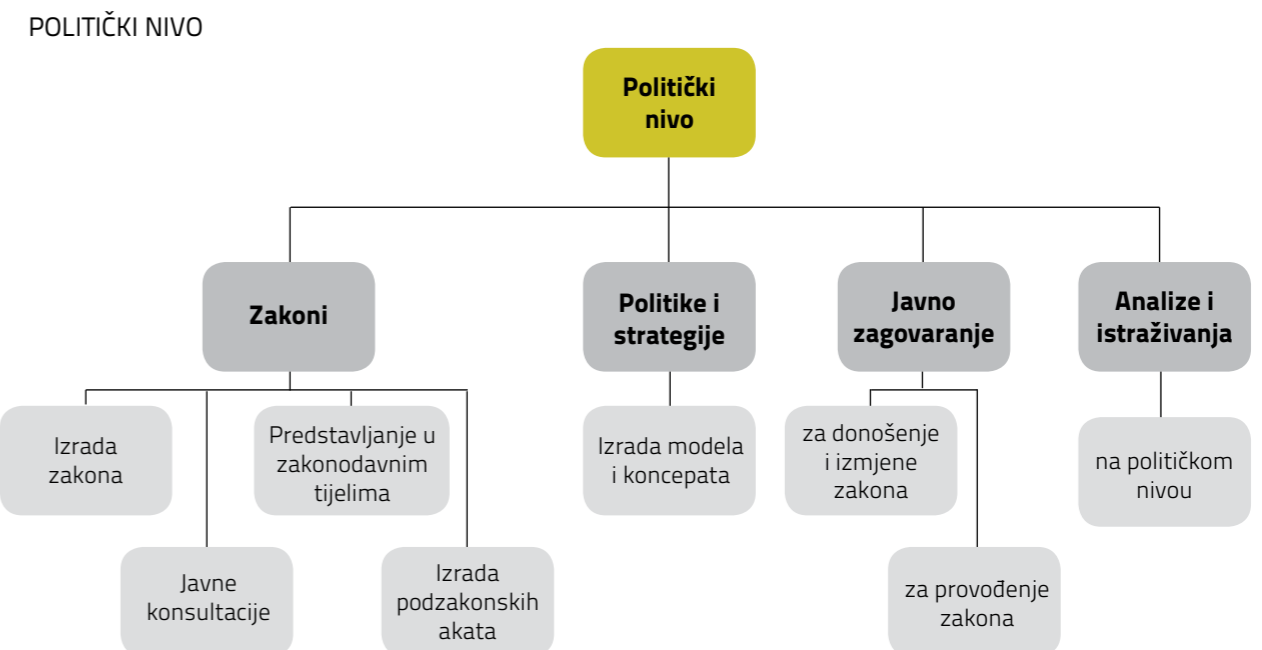 POLITIČKI NIVO
Politički
nivo
Zakoni
Politike i
strategije
Javno
zagovaranje
Analize i
istraživanja
Izrada
zakona
Predstavljanje u
zakonodavnim
tijelima
Izrada modela
i koncepata
za donošenje
i izmjene
zakona
na političkom
nivou
Javne
konsultacije
Izrada
podzakonskih
akata
za provođenje
zakona